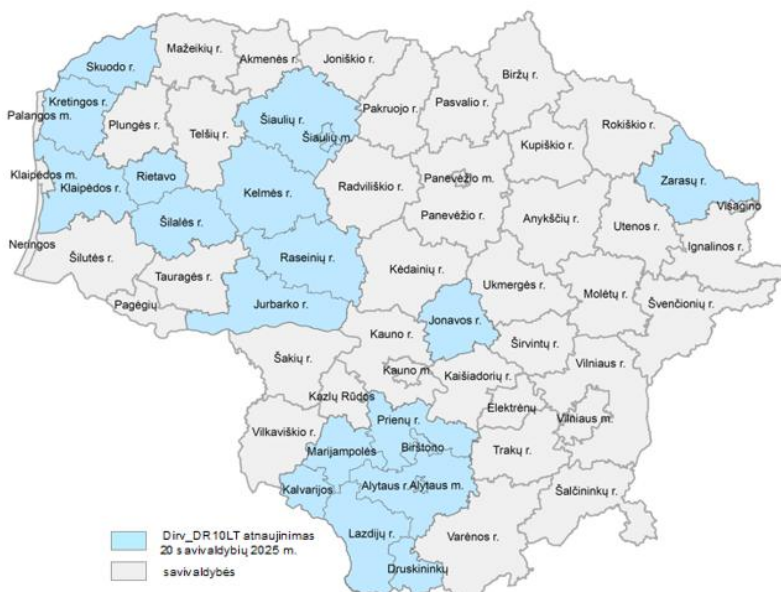 Skuodo r.
Mažeikių r.
Akmenės r.
Joniškio r.
Biržų r.
Kretingos r.
Palangos m.
Plungės r.
Telšių r.
Šiaulių r.
Šiaulių m.
Pakruojo r.
Pasvalio r.
Rokiškio r.
Kupiškio r.
Klaipėdos m.
Klaipėdos r.
Rietavo
Kelmės r.
Radviliškio r.
Panevėžio m.
Panevėžio r.
Zarasų r.
Visagino
Šilalės r.
Anykščių r.
Utenos r.
Ignalinos r.
Neringos
Šilutės r.
Tauragės r.
Raseinių r.
Kėdainių r.
Ukmergės r.
Molėtų r.
Švenčionių r.
Pagėgių
Jurbarko r.
Jonavos r.
Širvintų r.
Kauno r.
Šakių r.
Kauno m.
Kaišiadorių r.
Vilniaus r.
Kazlų Rūdos
Elektrėnų
Vilniaus m.
Prienų r.
Vilkaviškio r.
Marijampolės
Birštono
Trakų r.
Kalvarijos
Alytaus r.
Alytaus m.
Šalčininkų r.
Lazdijų r.
Varėnos r.
Druskininkų
Dirv_DR10LT atnaujinimas
20 savivaldybių 2025 m.
savivaldybės